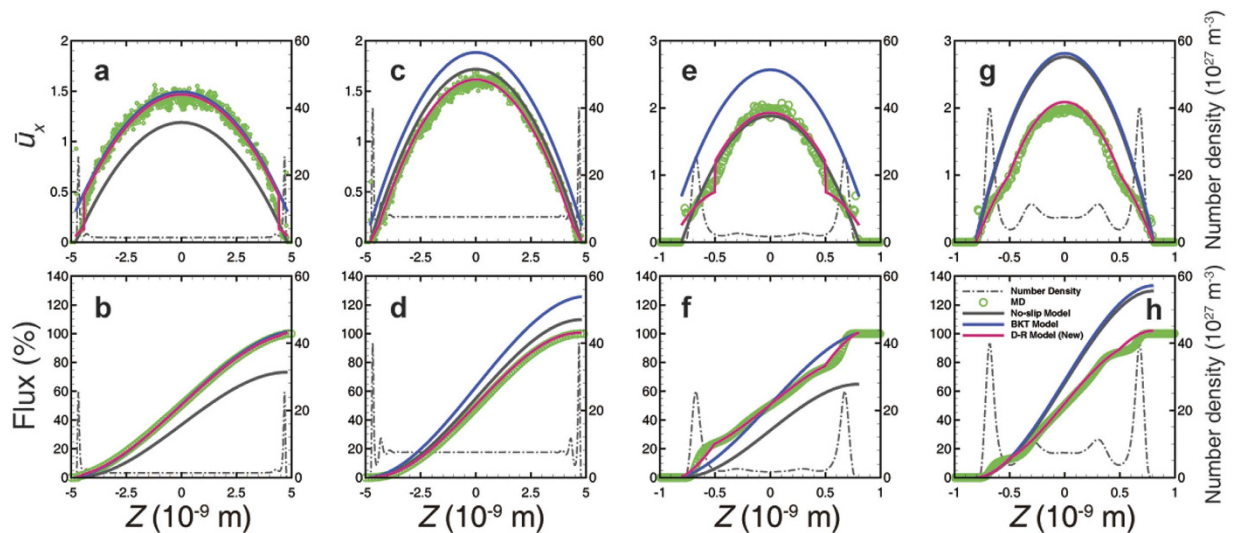 a
c
e
g
2
1.5
1
0.5
0
2
1.5
1
0.5
0
3
2
1
0
3
2
1
0
60
40
20
0
60
40
20
0
60
40
20
0
60
40
20
0
-5 -2.5 0 2.5 5
-5 -2.5 0 2.5 5
-1 -0.5 0 0.5 1
-1 -0.5 0 0.5 1
ūₓ
Number density (10²⁷ m⁻³)
b
d
f
h
140
120
100
80
60
40
20
0
140
120
100
80
60
40
20
0
140
120
100
80
60
40
20
0
140
120
100
80
60
40
20
0
60
40
20
0
60
40
20
0
60
40
20
0
60
40
20
0
Number Density
MD
No-slip Model
BKT Model
D-R Model (New)
-5 -2.5 0 2.5 5
-5 -2.5 0 2.5 5
-1 -0.5 0 0.5 1
-1 -0.5 0 0.5 1
Flux (%)
Number density (10²⁷ m⁻³)
Z (10⁻⁹ m)
Z (10⁻⁹ m)
Z (10⁻⁹ m)
Z (10⁻⁹ m)